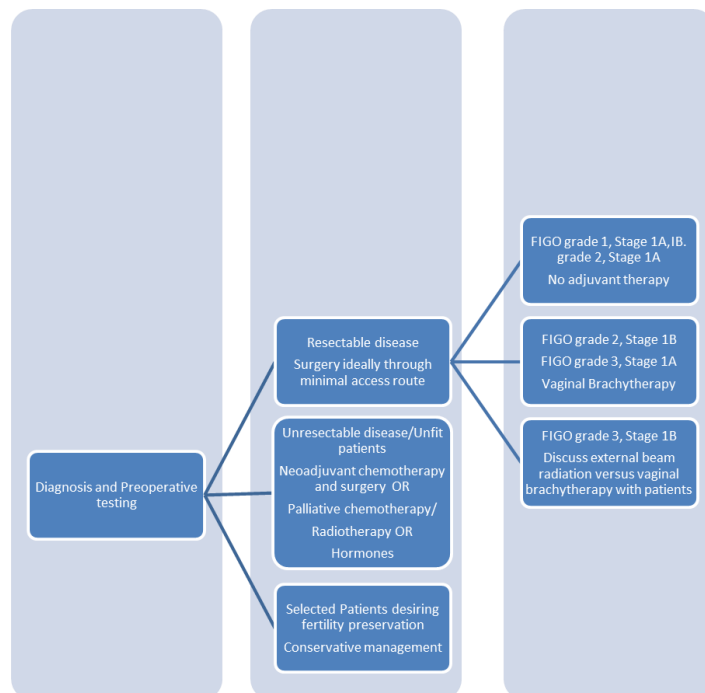 Diagnosis and Preoperative
testing
Resectable disease
Surgery ideally through
minimal access route
Unresectable disease/Unfit
patients
Neoadjuvant chemotherapy
and surgery OR
Palliative chemotherapy/
Radiotherapy OR
Hormones
Selected Patients desiring
fertility preservation
Conservative management
FIGO grade 1, Stage 1A,IB.
grade 2, Stage 1A
No adjuvant therapy
FIGO grade 2, Stage 1B
FIGO grade 3, Stage 1A
Vaginal Brachytherapy
FIGO grade 3, Stage 1B
Discuss external beam
radiation versus vaginal
brachytherapy with patients